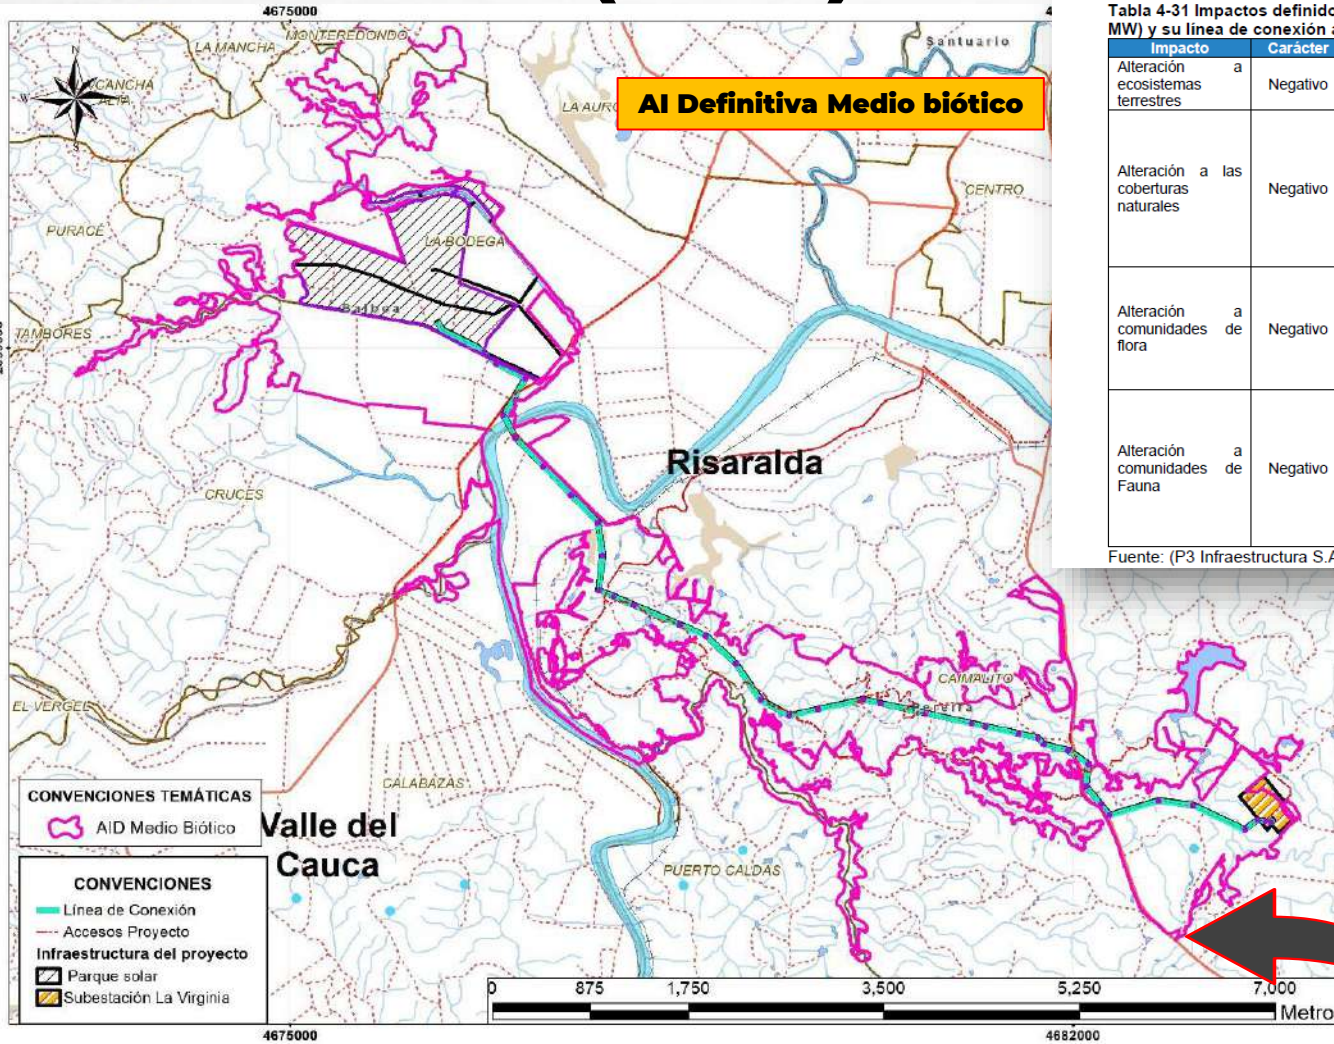 4675000
MONTEREDONDO
LA MANCHA
Santuario
CANCHA
ALTA
N
S
LA AURO
AI Definitiva Medio biótico
CENTRO
PURACÉ
LA BODEGA
Balboa
TAMBORES
Risaralda
CRUCES
CAIMALITO
Pereira
EL VERGEL
CALABAZAS
PUERTO CALDAS
Valle del
Cauca
CONVENCIONES TEMÁTICAS
AID Medio Biótico
CONVENCIONES
Línea de Conexión
Accesos Proyecto
Infraestructura del proyecto
Parque solar
Subestación La Virginia
0 875 1,750 3,500 5,250 7,000
Metro
4675000 4682000
Tabla 4-31 Impactos definido
MW) y su línea de conexión a
Impacto Carácter
Alteración a
ecosistemas Negativo
terrestres
Alteración a las
coberturas Negativo
naturales
Alteración a
comunidades de Negativo
flora
Alteración a
comunidades de Negativo
Fauna
Fuente: (P3 Infraestructura S.A